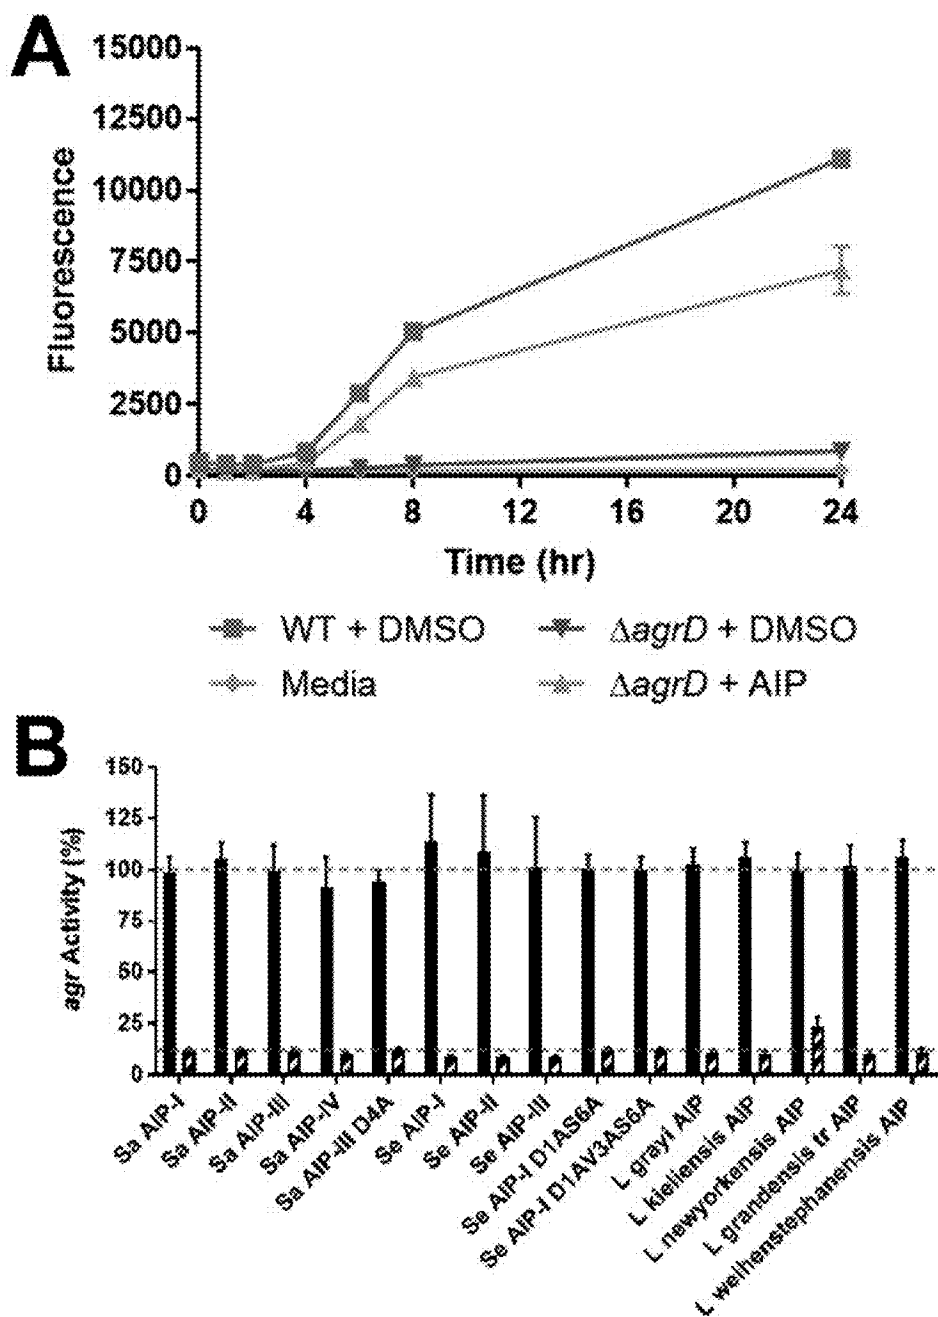 A
15000
12500
10000
7500
5000
2500
0
Fluorescence
0 4 8 12 16 20 24
Time (hr)
WT + DMSO ΔagrD + DMSO
Media ΔagrD + AIP
B
150
125
100
75
50
25
0
agr Activity (%)
Sa AIP-I
Sa AIP-II
Sa AIP-III
Sa AIP-IV
Sa AIP-III D4A
Se AIP-I
Se AIP-II
Se AIP-III
Se AIP-I D1AS6A
Se AIP-I D1AV3AS6A
L grayi AIP
L kieliensis AIP
L newyorkensis AIP
L grandensis tr AIP
L weihenstephanensis AIP